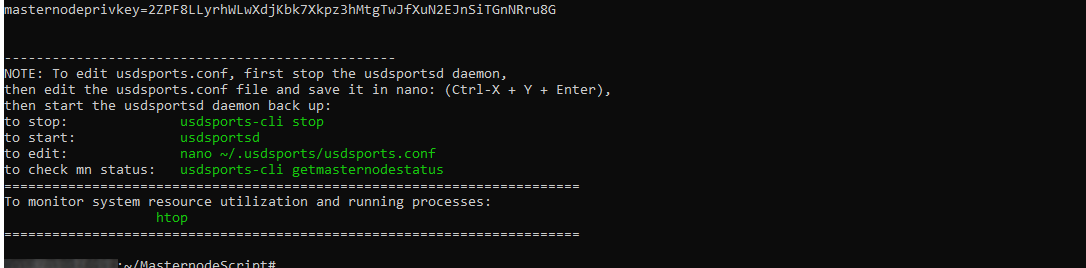 masternodeprivkey=2ZPF8LLyrhWLwXdjKbk7Xkpz3hMtgTwJfXuN2EJnSiTGnNRru8G
-------------------------------------------------
NOTE: To edit usdsports.conf, first stop the usdsportsd daemon,
then edit the usdsports.conf file and save it in nano: (Ctrl-X + Y + Enter),
then start the usdsportsd daemon back up:
to stop: usdsports-cli stop
to start: usdsportsd
to edit: nano ~/.usdsports/usdsports.conf
to check mn status: usdsports-cli getmasternodestatus
========================================================================
To monitor system resource utilization and running processes:
htop
========================================================================
:~/MasternodeScript#